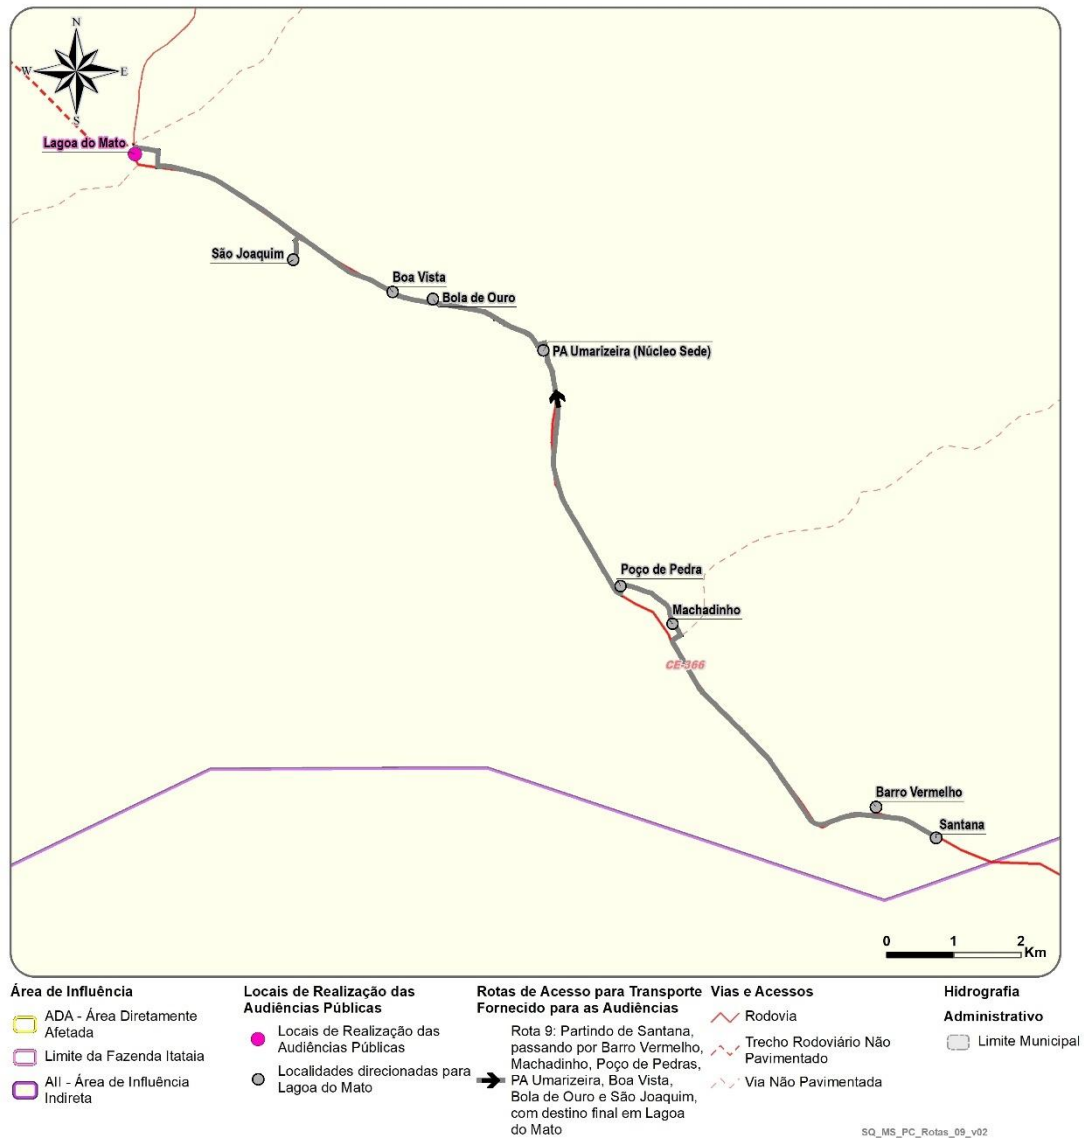 N
W
E
S
Lagoa do Mato
São Joaquim
Boa Vista
Bola de Ouro
PA Umarizeira (Núcleo Sede)
Poço de Pedra
Machadinho
CE-366
Barro Vermelho
Santana
0 1 2
Km
Área de Influência
ADA - Área Diretamente
Afetada
Limite da Fazenda Itataia
AII - Área de Influência
Indireta
Locais de Realização das
Audiências Públicas
Locais de Realização das
Audiências Públicas
Localidades direcionadas para
Lagoa do Mato
Rotas de Acesso para Transporte
Fornecido para as Audiências
Rota 9: Partindo de Santana,
passando por Barro Vermelho,
Machadinho, Poço de Pedras,
PA Umarizeira, Boa Vista,
Bola de Ouro e São Joaquim,
com destino final em Lagoa
do Mato
Vias e Acessos
Rodovia
Trecho Rodoviário Não
Pavimentado
Via Não Pavimentada
Hidrografia
Administrativo
Limite Municipal
SQ_MS_PC_Rotas_09_v02